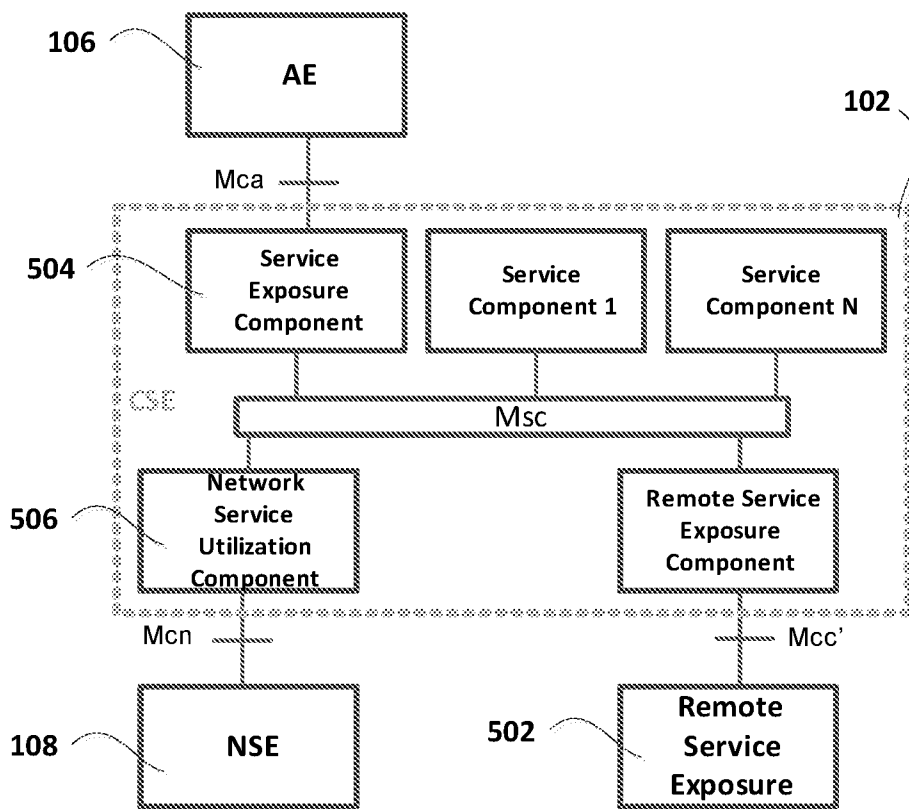 106
AE
102
Mca
504
Service
Exposure
Component
Service
Component 1
Service
Component N
CSE
Msc
506
Network
Service
Utilization
Component
Remote Service
Exposure
Component
Mcn
Mcc’
108
NSE
502
Remote
Service
Exposure